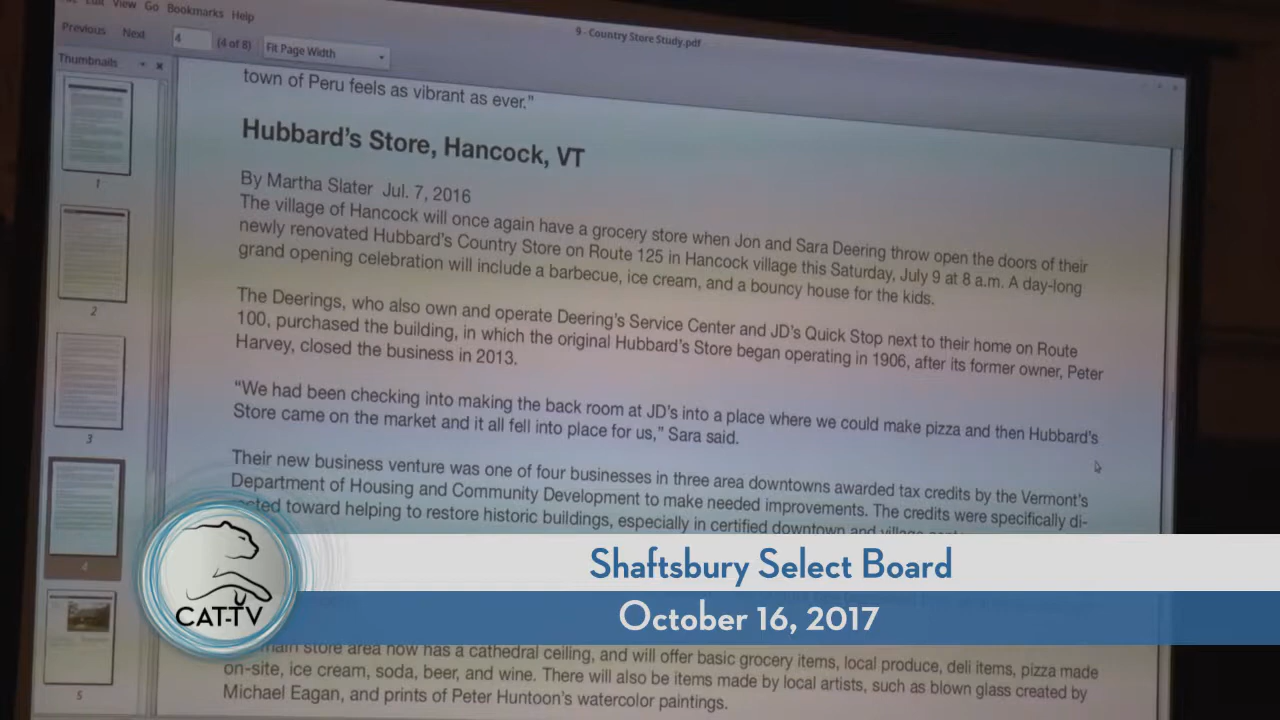 Edit View Go Bookmarks Help
9 - Country Store Study.pdf
Previous Next 4 (4 of 8) Fit Page Width
Thumbnails
1
2
3
4
5
town of Peru feels as vibrant as ever."
Hubbard's Store, Hancock, VT
By Martha Slater Jul. 7, 2016
The village of Hancock will once again have a grocery store when Jon and Sara Deering throw open the doors of their
newly renovated Hubbard's Country Store on Route 125 in Hancock village this Saturday, July 9 at 8 a.m. A day-long
grand opening celebration will include a barbecue, ice cream, and a bouncy house for the kids.
The Deerings, who also own and operate Deering's Service Center and JD's Quick Stop next to their home on Route
100, purchased the building, in which the original Hubbard's Store began operating in 1906, after its former owner, Peter
Harvey, closed the business in 2013.
"We had been checking into making the back room at JD's into a place where we could make pizza and then Hubbard's
Store came on the market and it all fell into place for us," Sara said.
Their new business venture was one of four businesses in three area downtowns awarded tax credits by the Vermont's
Department of Housing and Community Development to make needed improvements. The credits were specifically di-
cted toward helping to restore historic buildings, especially in certified downtown and village
CAT-TV
Shaftsbury Select Board
October 16, 2017
main store area now has a cathedral ceiling, and will offer basic grocery items, local produce, deli items, pizza made
on-site, ice cream, soda, beer, and wine. There will also be items made by local artists, such as blown glass created by
Michael Eagan, and prints of Peter Huntoon's watercolor paintings.